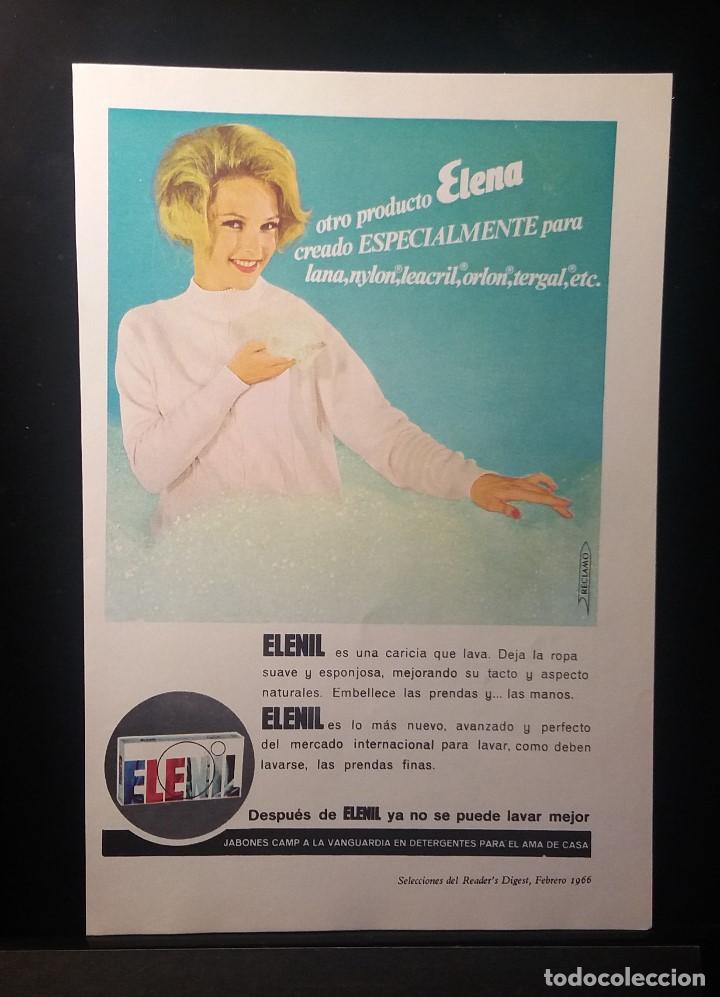 otro producto Elena
creado ESPECIALMENTE para
lana, nylon®, leacril®, orlon®, tergal®, etc.
RECLAMO
ELENIL es una caricia que lava. Deja la ropa
suave y esponjosa, mejorando su tacto y aspecto
naturales. Embellece las prendas y... las manos.
ELENIL es lo más nuevo, avanzado y perfecto
del mercado internacional para lavar, como deben
lavarse, las prendas finas.
ELENIL
Después de ELENIL ya no se puede lavar mejor
JABONES CAMP A LA VANGUARDIA EN DETERGENTES PARA EL AMA DE CASA
Selecciones del Reader's Digest, Febrero 1966
todocoleccion